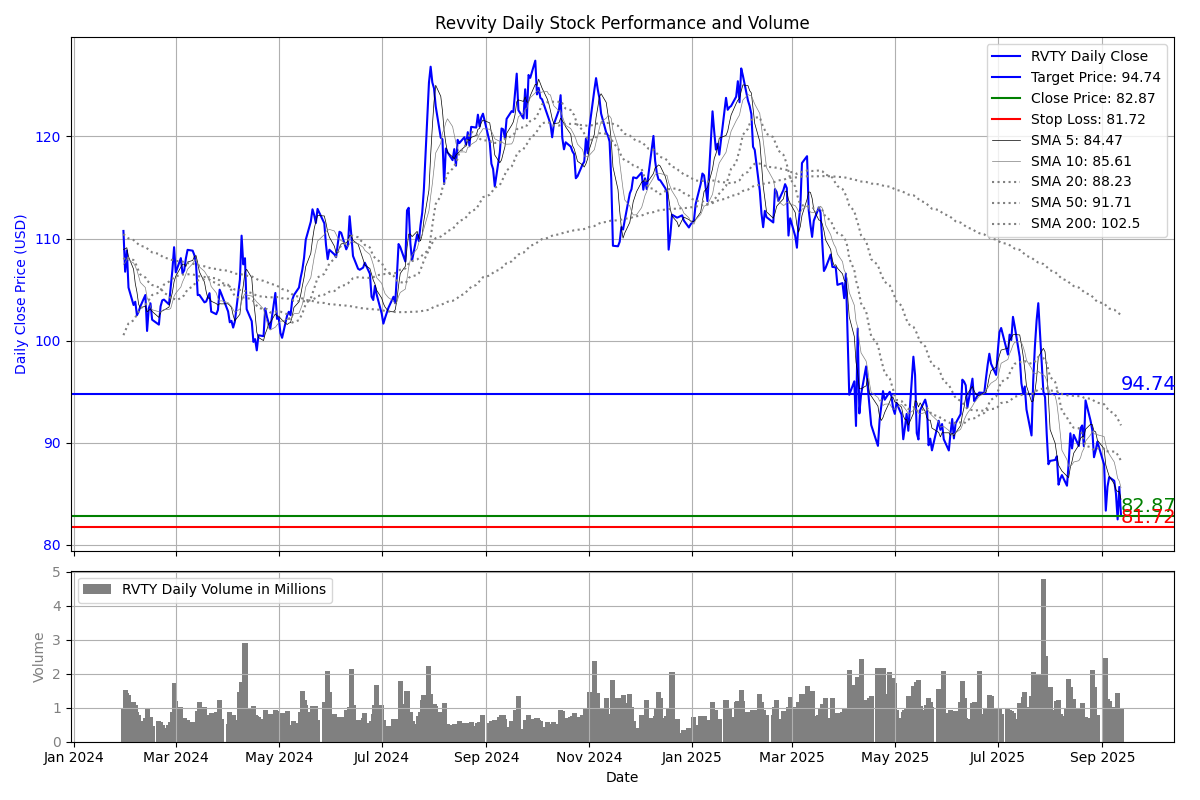 Revvity Daily Stock Performance and Volume
Daily Close Price (USD)
120
110
100
90
80
RVTY Daily Close
Target Price: 94.74
Close Price: 82.87
Stop Loss: 81.72
SMA 5: 84.47
SMA 10: 85.61
SMA 20: 88.23
SMA 50: 91.71
SMA 200: 102.5
94.74
82.87
81.72
Volume
5
4
3
2
1
0
RVTY Daily Volume in Millions
Jan 2024 Mar 2024 May 2024 Jul 2024 Sep 2024 Nov 2024 Jan 2025 Mar 2025 May 2025 Jul 2025 Sep 2025
Date